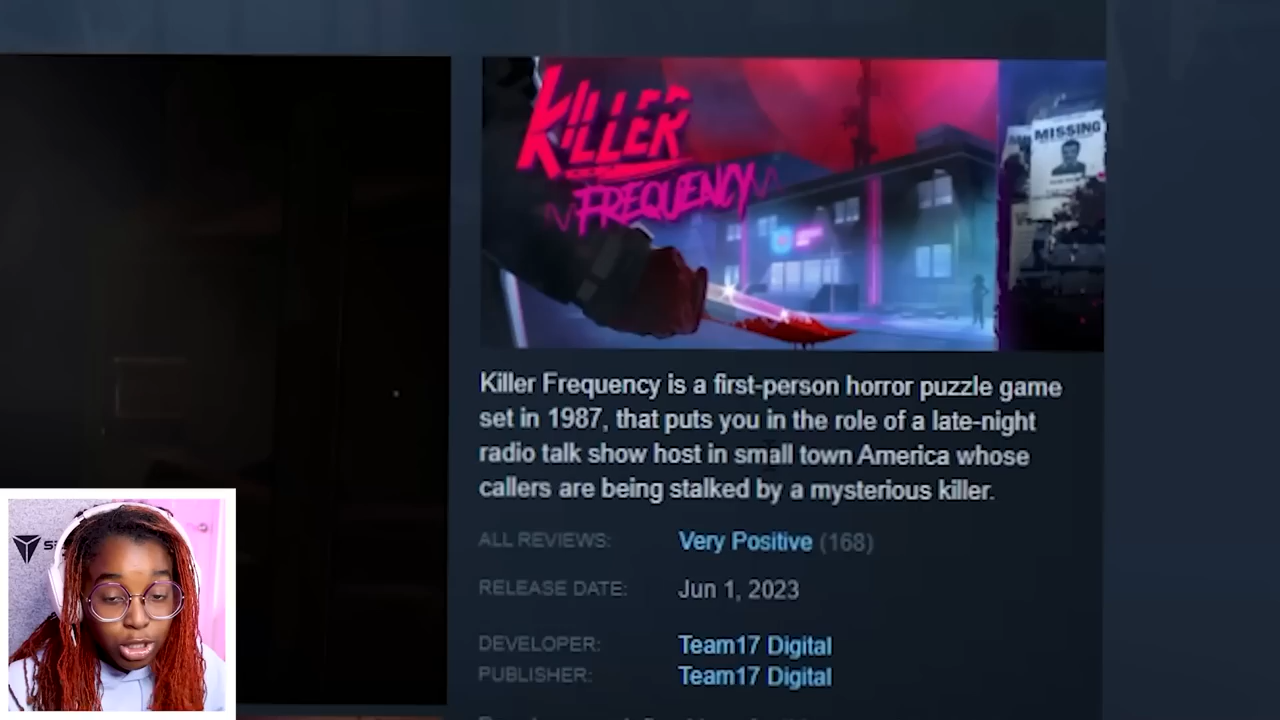 KILLER
FREQUENCY
MISSING
Killer Frequency is a first-person horror puzzle game
set in 1987, that puts you in the role of a late-night
radio talk show host in small town America whose
callers are being stalked by a mysterious killer.
ALL REVIEWS: Very Positive (168)
RELEASE DATE: Jun 1, 2023
DEVELOPER: Team17 Digital
PUBLISHER: Team17 Digital